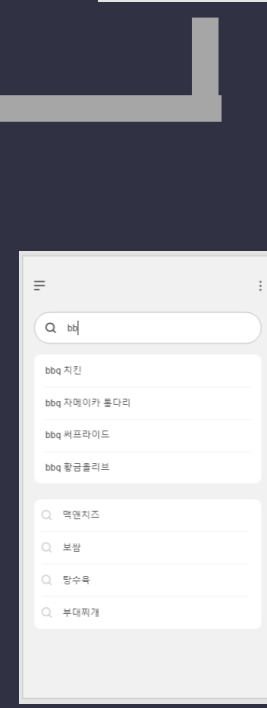 bb
bbq 치킨
bbq 자메이카 통다리
bbq 써프라이드
bbq 황금올리브
맥앤치즈
보쌈
탕수육
부대찌개